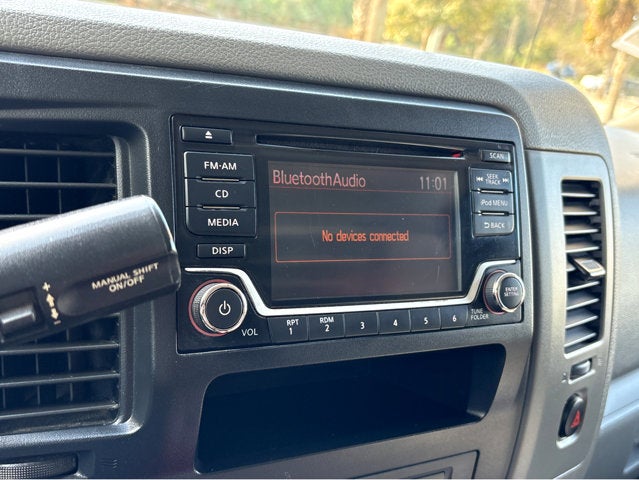 SCAN
FM·AM
CD
MEDIA
DISP
BluetoothAudio 11:01
No devices connected
SEEK
TRACK
iPod MENU
BACK
MANUAL SHIFT
ON/OFF
+
-
VOL
RPT
1
RDM
2
3
4
5
6
TUNE
FOLDER
ENTER
SETTING